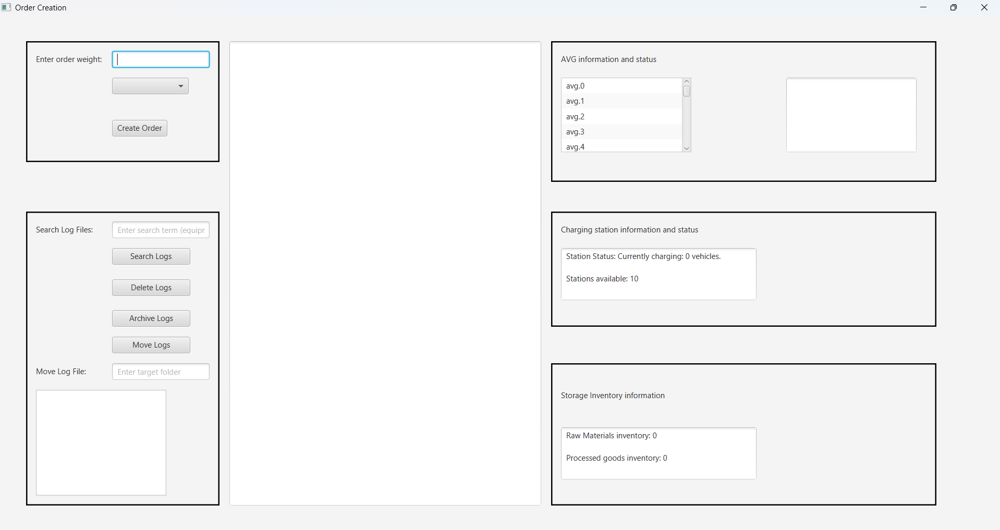 Order Creation
Enter order weight:
Create Order
Search Log Files:
Enter search term (equipr
Search Logs
Delete Logs
Archive Logs
Move Logs
Move Log File:
Enter target folder
AVG information and status
avg.0
avg.1
avg.2
avg.3
avg.4
Charging station information and status
Station Status: Currently charging: 0 vehicles.
Stations available: 10
Storage Inventory information
Raw Materials inventory: 0
Processed goods inventory: 0